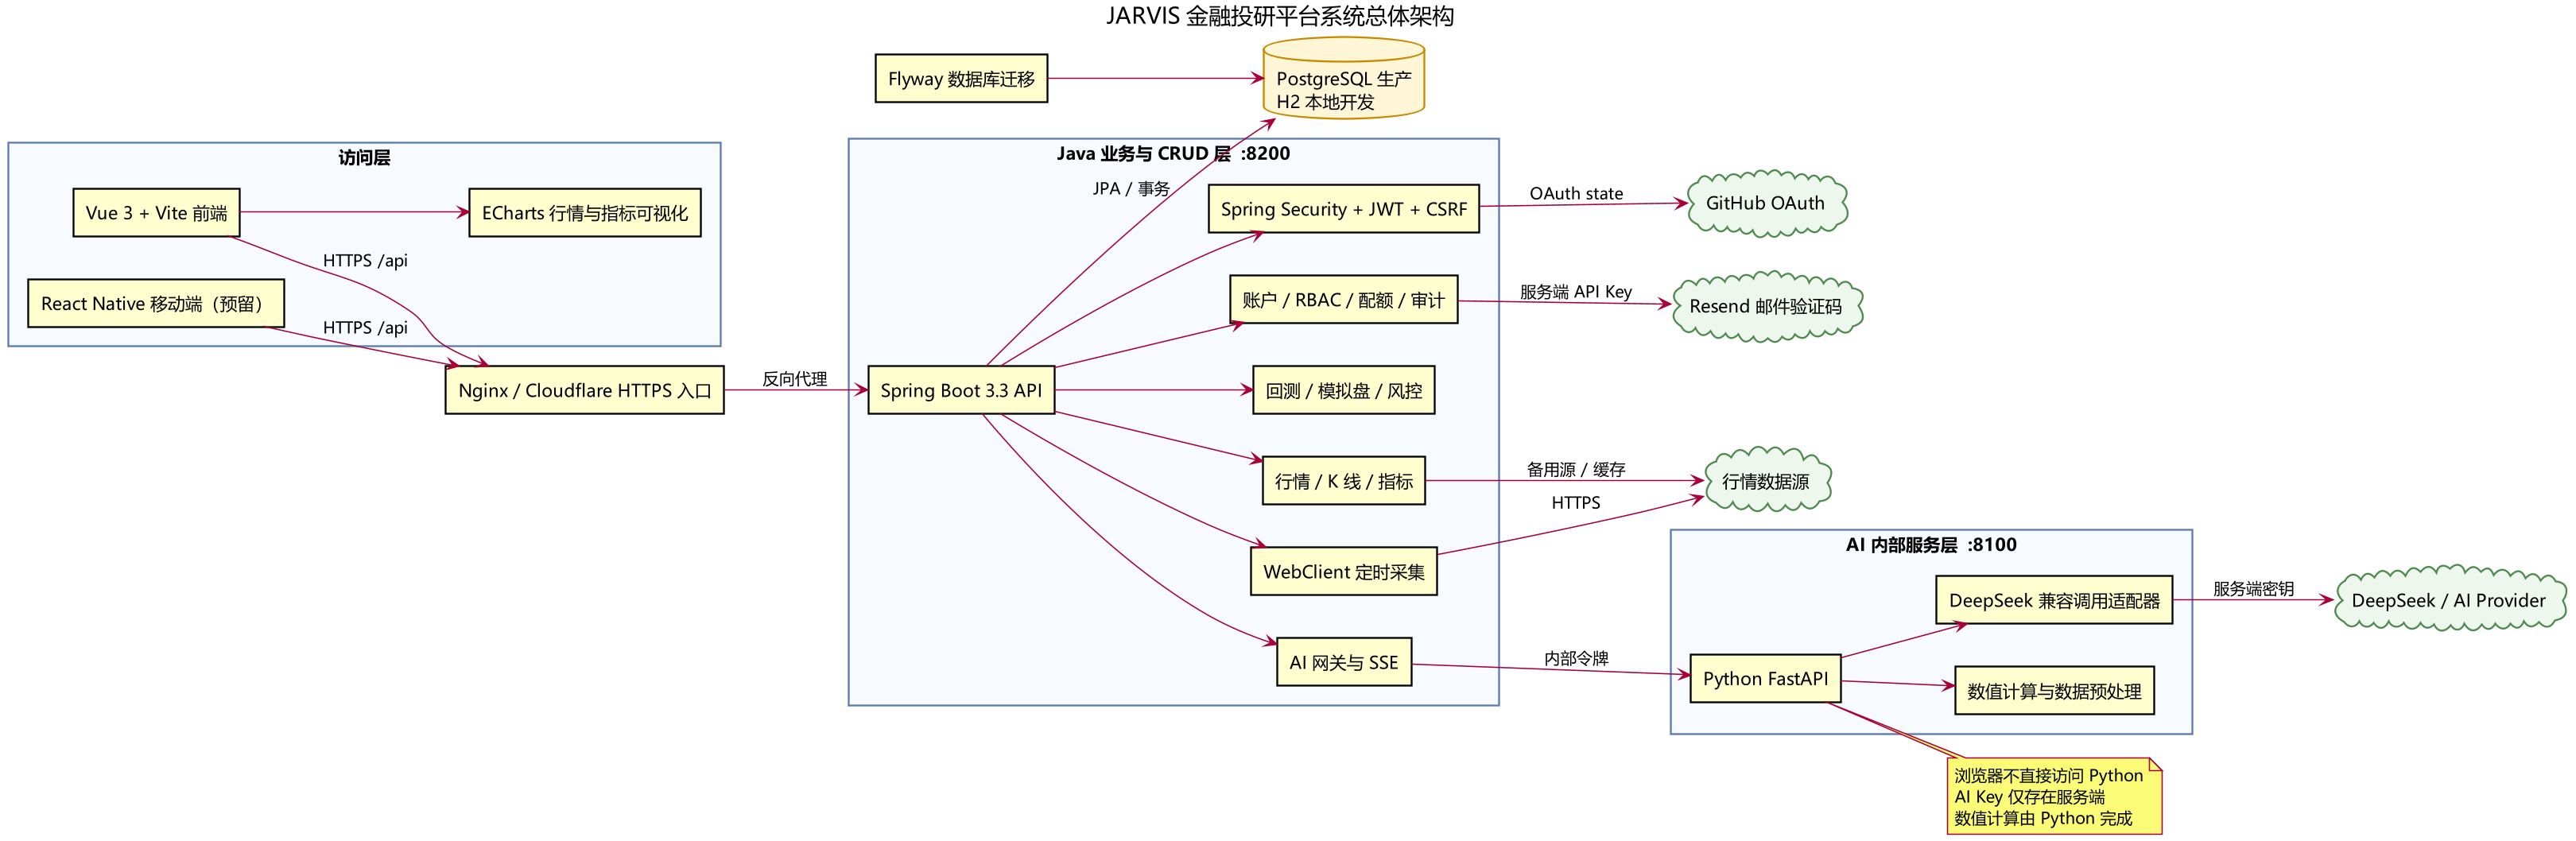 JARVIS 金融投研平台系统总体架构
Flyway 数据库迁移
PostgreSQL 生产
H2 本地开发
访问层
Vue 3 + Vite 前端
ECharts 行情与指标可视化
HTTPS /api
React Native 移动端（预留）
HTTPS /api
Nginx / Cloudflare HTTPS 入口
反向代理
Java 业务与 CRUD 层 :8200
JPA / 事务
Spring Boot 3.3 API
Spring Security + JWT + CSRF
账户 / RBAC / 配额 / 审计
回测 / 模拟盘 / 风控
行情 / K 线 / 指标
WebClient 定时采集
AI 网关与 SSE
OAuth state
GitHub OAuth
服务端 API Key
Resend 邮件验证码
备用源 / 缓存
HTTPS
行情数据源
内部令牌
AI 内部服务层 :8100
Python FastAPI
DeepSeek 兼容调用适配器
数值计算与数据预处理
服务端密钥
DeepSeek / AI Provider
浏览器不直接访问 Python
AI Key 仅存在服务端
数值计算由 Python 完成